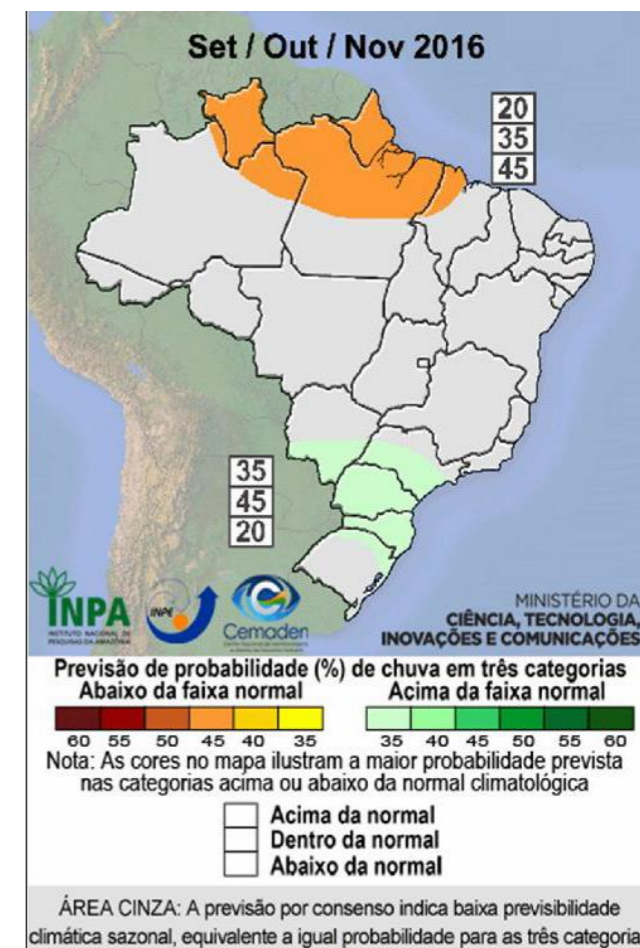 Set / Out / Nov 2016
20
35
45
35
45
20
INPA
INSTITUTO NACIONAL DE
PESQUISAS DA AMAZÔNIA
INPE
Cemaden
MINISTÉRIO DA
CIÊNCIA, TECNOLOGIA,
INOVAÇÕES E COMUNICAÇÕES
Previsão de probabilidade (%) de chuva em três categorias
Abaixo da faixa normal Acima da faixa normal
60 55 50 45 40 35 35 40 45 50 55 60
Nota: As cores no mapa ilustram a maior probabilidade prevista
nas categorias acima ou abaixo da normal climatológica
Acima da normal
Dentro da normal
Abaixo da normal
ÁREA CINZA: A previsão por consenso indica baixa previsibilidade
climática sazonal, equivalente a igual probabilidade para as três categoria